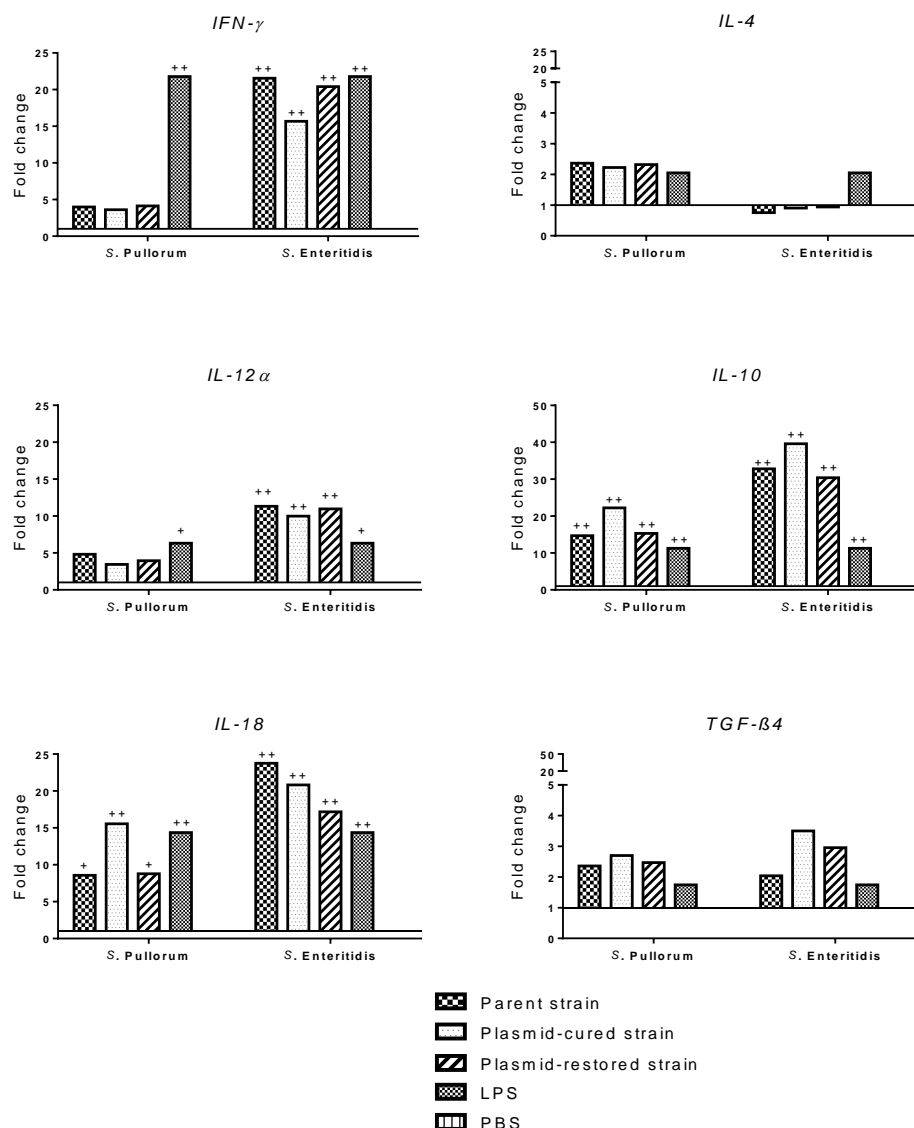 IFN-γ
Fold change
25
20
15
10
5
0
++
++
++
++
++
S. Pullorum
S. Enteritidis
IL-4
Fold change
25
20
5
4
3
2
1
0
S. Pullorum
S. Enteritidis
IL-12α
Fold change
25
20
15
10
5
0
+
++
++
++
+
S. Pullorum
S. Enteritidis
IL-10
Fold change
50
40
30
20
10
0
++
++
++
++
++
++
++
++
S. Pullorum
S. Enteritidis
IL-18
Fold change
25
20
15
10
5
0
+
++
+
++
++
++
++
++
S. Pullorum
S. Enteritidis
TGF-ß4
Fold change
50
20
5
4
3
2
1
0
S. Pullorum
S. Enteritidis
Parent strain
Plasmid-cured strain
Plasmid-restored strain
LPS
PBS